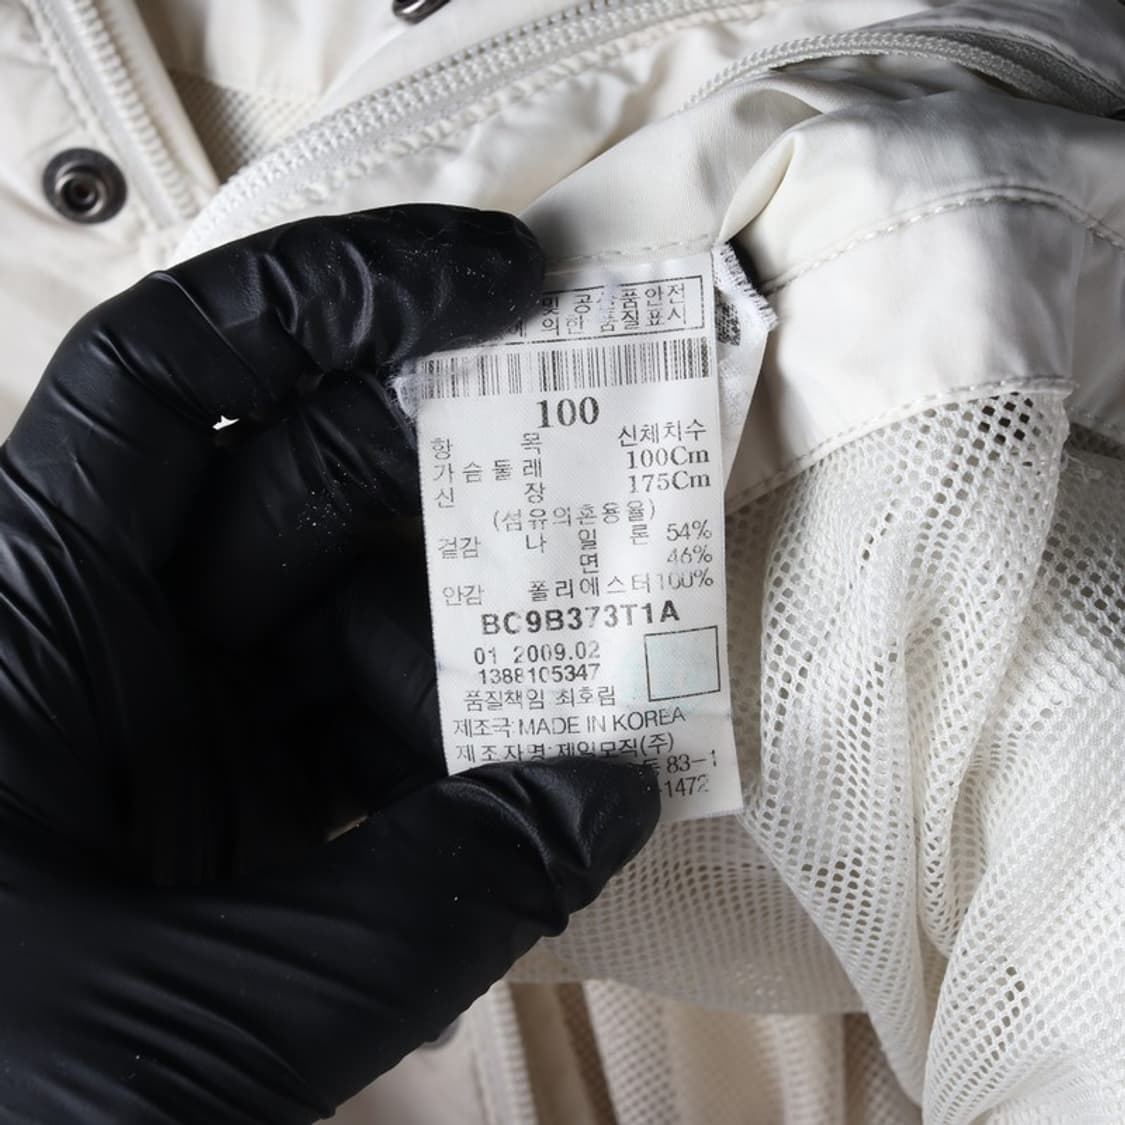 및 공산품안전
에 의한 품질표시
100
항 목 신체치수
가슴둘레 100Cm
신 장 175Cm
(섬유의혼용율)
겉감 나 일 론 54%
면 46%
안감 폴리에스터100%
BC9B373T1A
01 2009.02
1388105347
품질책임 최호림
제조국:MADE IN KOREA
제조자명:제일모직(주)
동 83-1
-1472